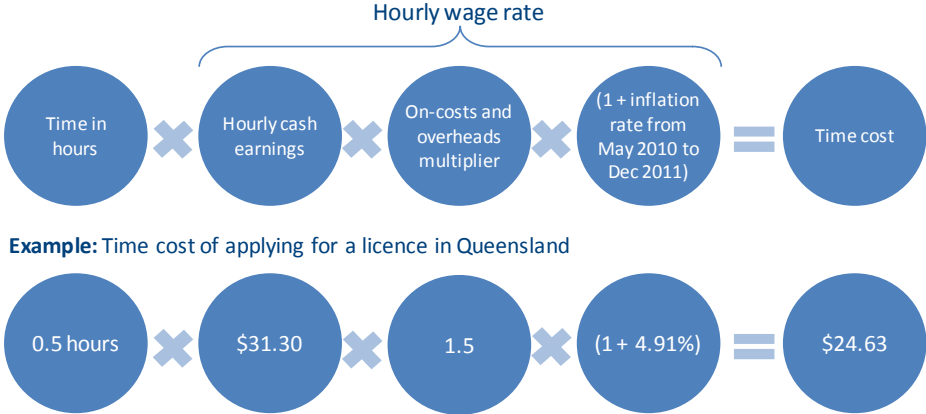 Hourly wage rate
Time in
hours
Hourly cash
earnings
On-costs and
overheads
multiplier
(1 + inflation
rate from
May 2010 to
Dec 2011)
Time cost
Example: Time cost of applying for a licence in Queensland
0.5 hours
$31.30
1.5
(1 + 4.91%)
$24.63